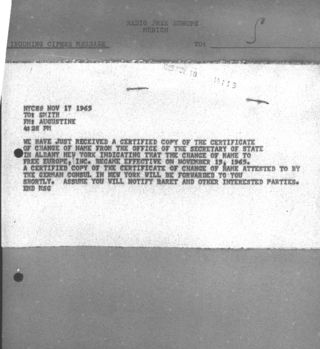 RADIO FREE EUROPE
MUNICH
INCOMING CIPHER MESSAGE
TO:
NYC85 NOV 17 1965
TO: SMITH
FM: AUGUSTINE
4:28 PM
WE HAVE JUST RECEIVED A CERTIFIED COPY OF THE CERTIFICATE
OF CHANGE OF NAME FROM THE OFFICE OF THE SECRETARY OF STATE
IN ALBANY NEW YORK INDICATING THAT THE CHANGE OF NAME TO
FREE EUROPE, INC. BECAME EFFECTIVE ON NOVEMBER 15, 1965.
A CERTIFIED COPY OF THE CERTIFICATE OF CHANGE OF NAME ATTESTED TO BY
THE GERMAN CONSUL IN NEW YORK WILL BE FORWARDED TO YOU
SHORTLY. ASSUME YOU WILL NOTIFY RARET AND OTHER INTERESTED PARTIES.
END MSG